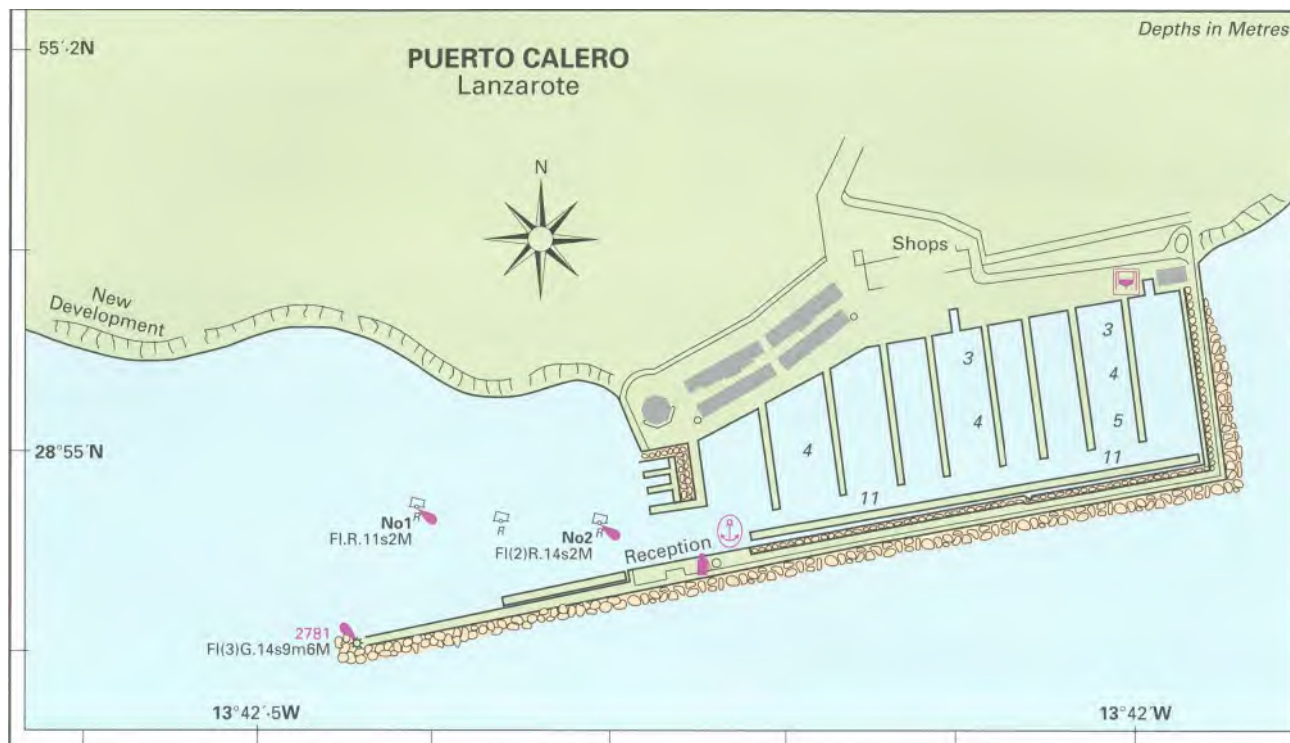 Depths in Metres
55´·2N
PUERTO CALERO
Lanzarote
N
Shops
New
Development
3
3
4
4
4
5
28°55´N
11
11
No1
R
Fl.R.11s2M
R
No2
R
Fl(2)R.14s2M
Reception
2781
Fl(3)G.14s9m6M
13°42´·5W
13°42´W